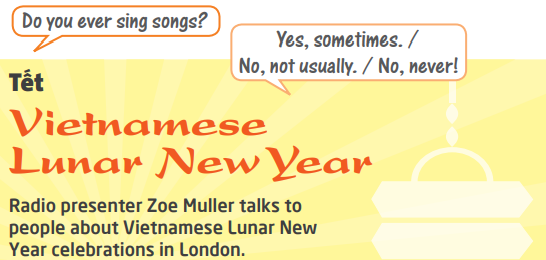 Do you ever sing songs?
Yes, sometimes. /
No, not usually. / No, never!
Tết
Vietnamese
Lunar New Year
Radio presenter Zoe Muller talks to
people about Vietnamese Lunar New
Year celebrations in London.